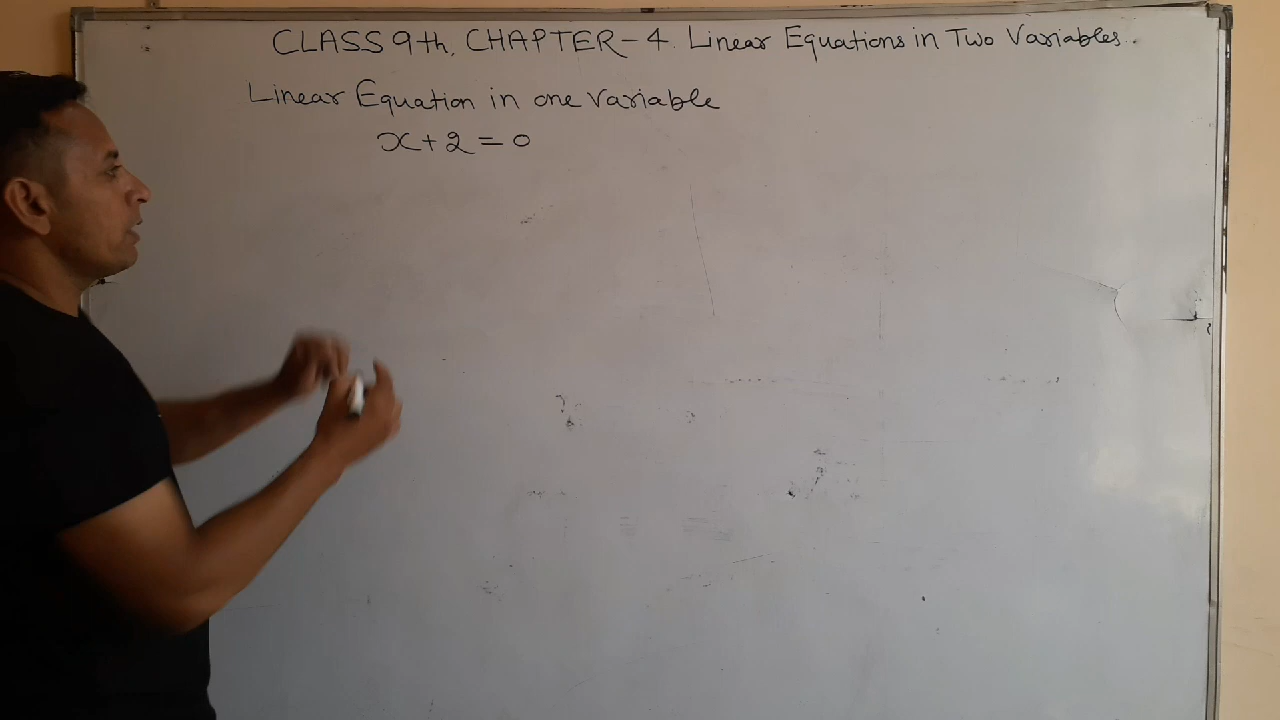 CLASS 9th, CHAPTER-4. Linear Equations in Two Variables.
Linear Equation in one variable
x+2=0